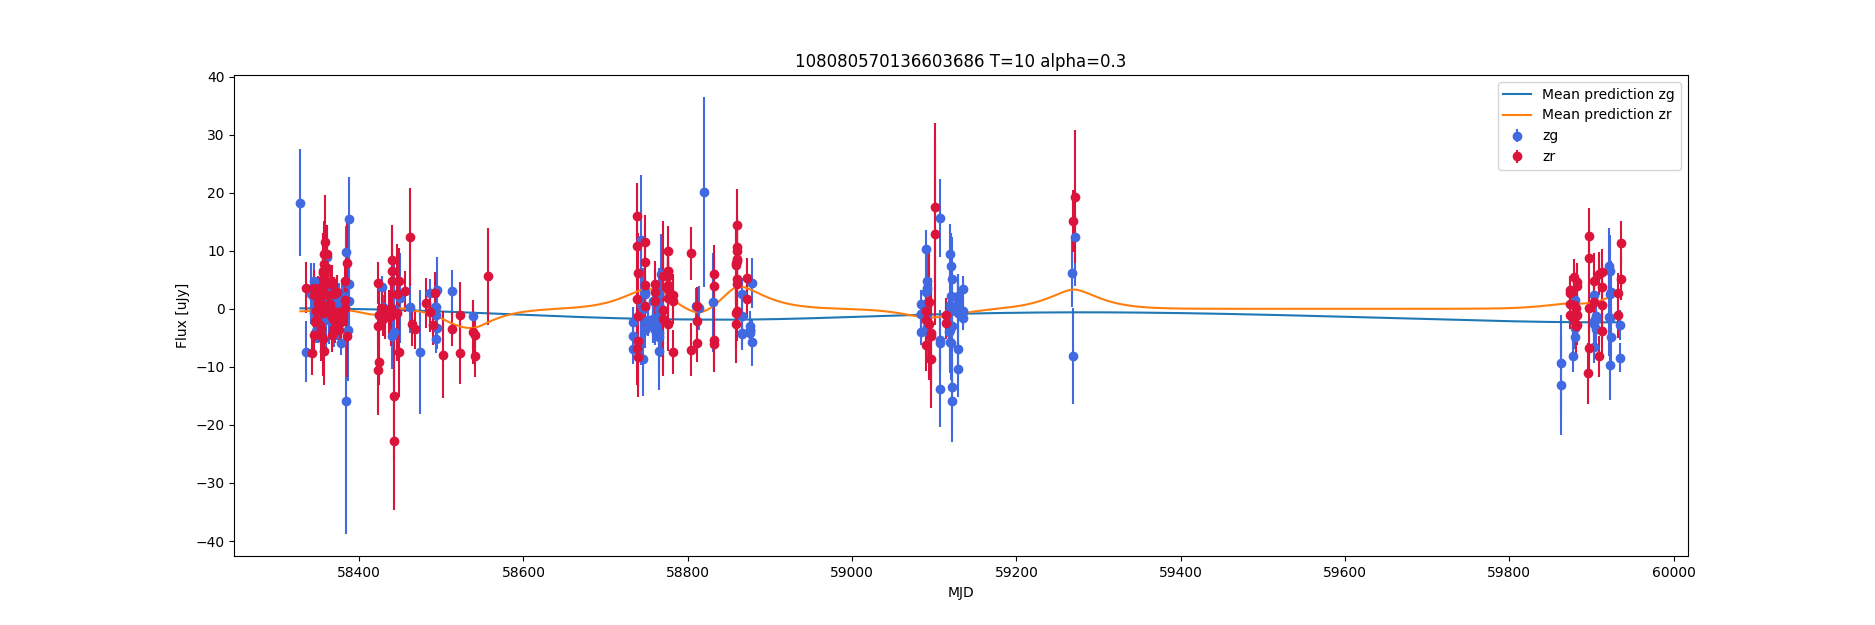 108080570136603686 T=10 alpha=0.3
Mean prediction zg
Mean prediction zr
zg
zr
Flux [uJy]
40
30
20
10
0
−10
−20
−30
−40
58400 58600 58800 59000 59200 59400 59600 59800 60000
MJD